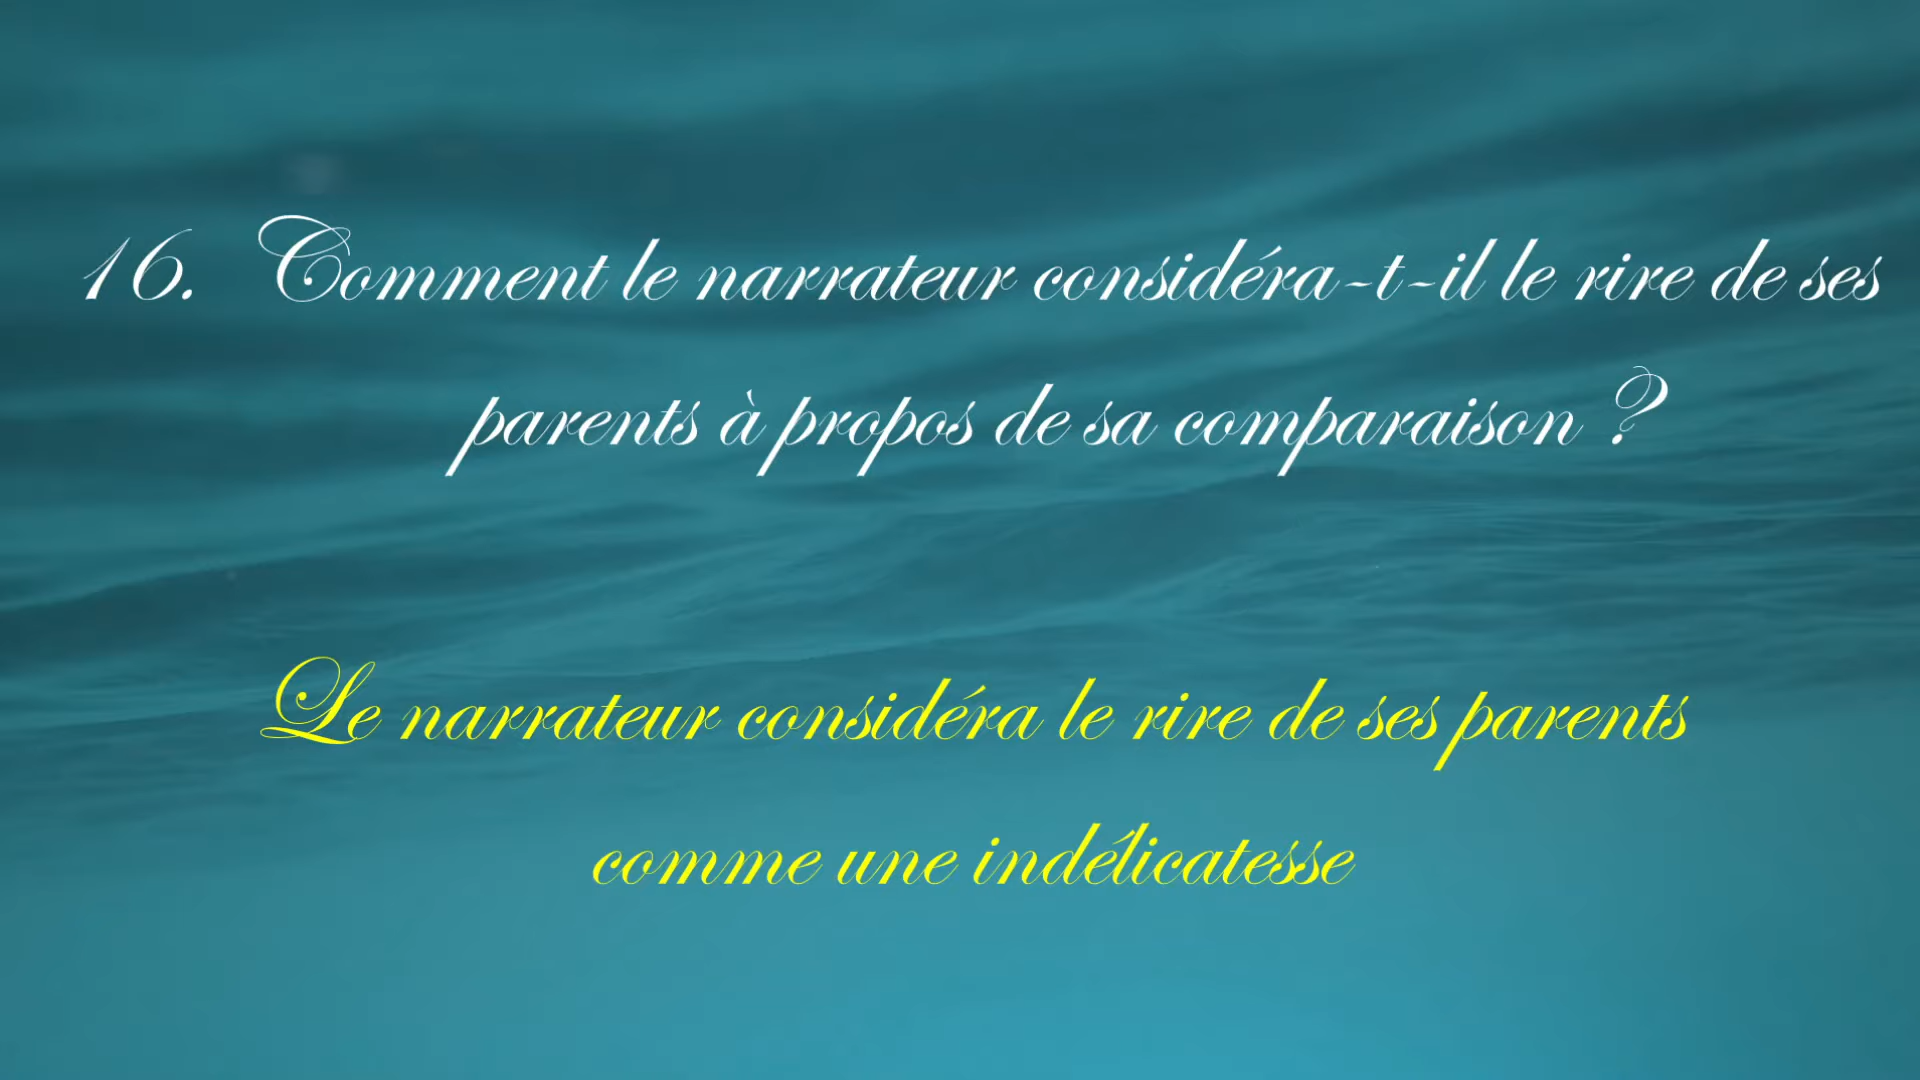 16. Comment le narrateur considéra-t-il le rire de ses
parents à propos de sa comparaison ?
Le narrateur considéra le rire de ses parents
comme une indélicatesse